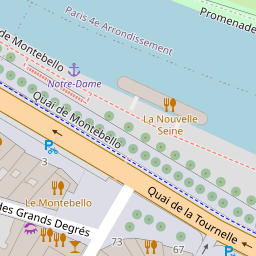 Promenade
Paris 4e Arrondissement
de Montebello
Notre-Dame
Quai de Montebello
La Nouvelle
Seine
3
Le Montebello
Quai de la Tournelle
des Grands Degrés
73
67